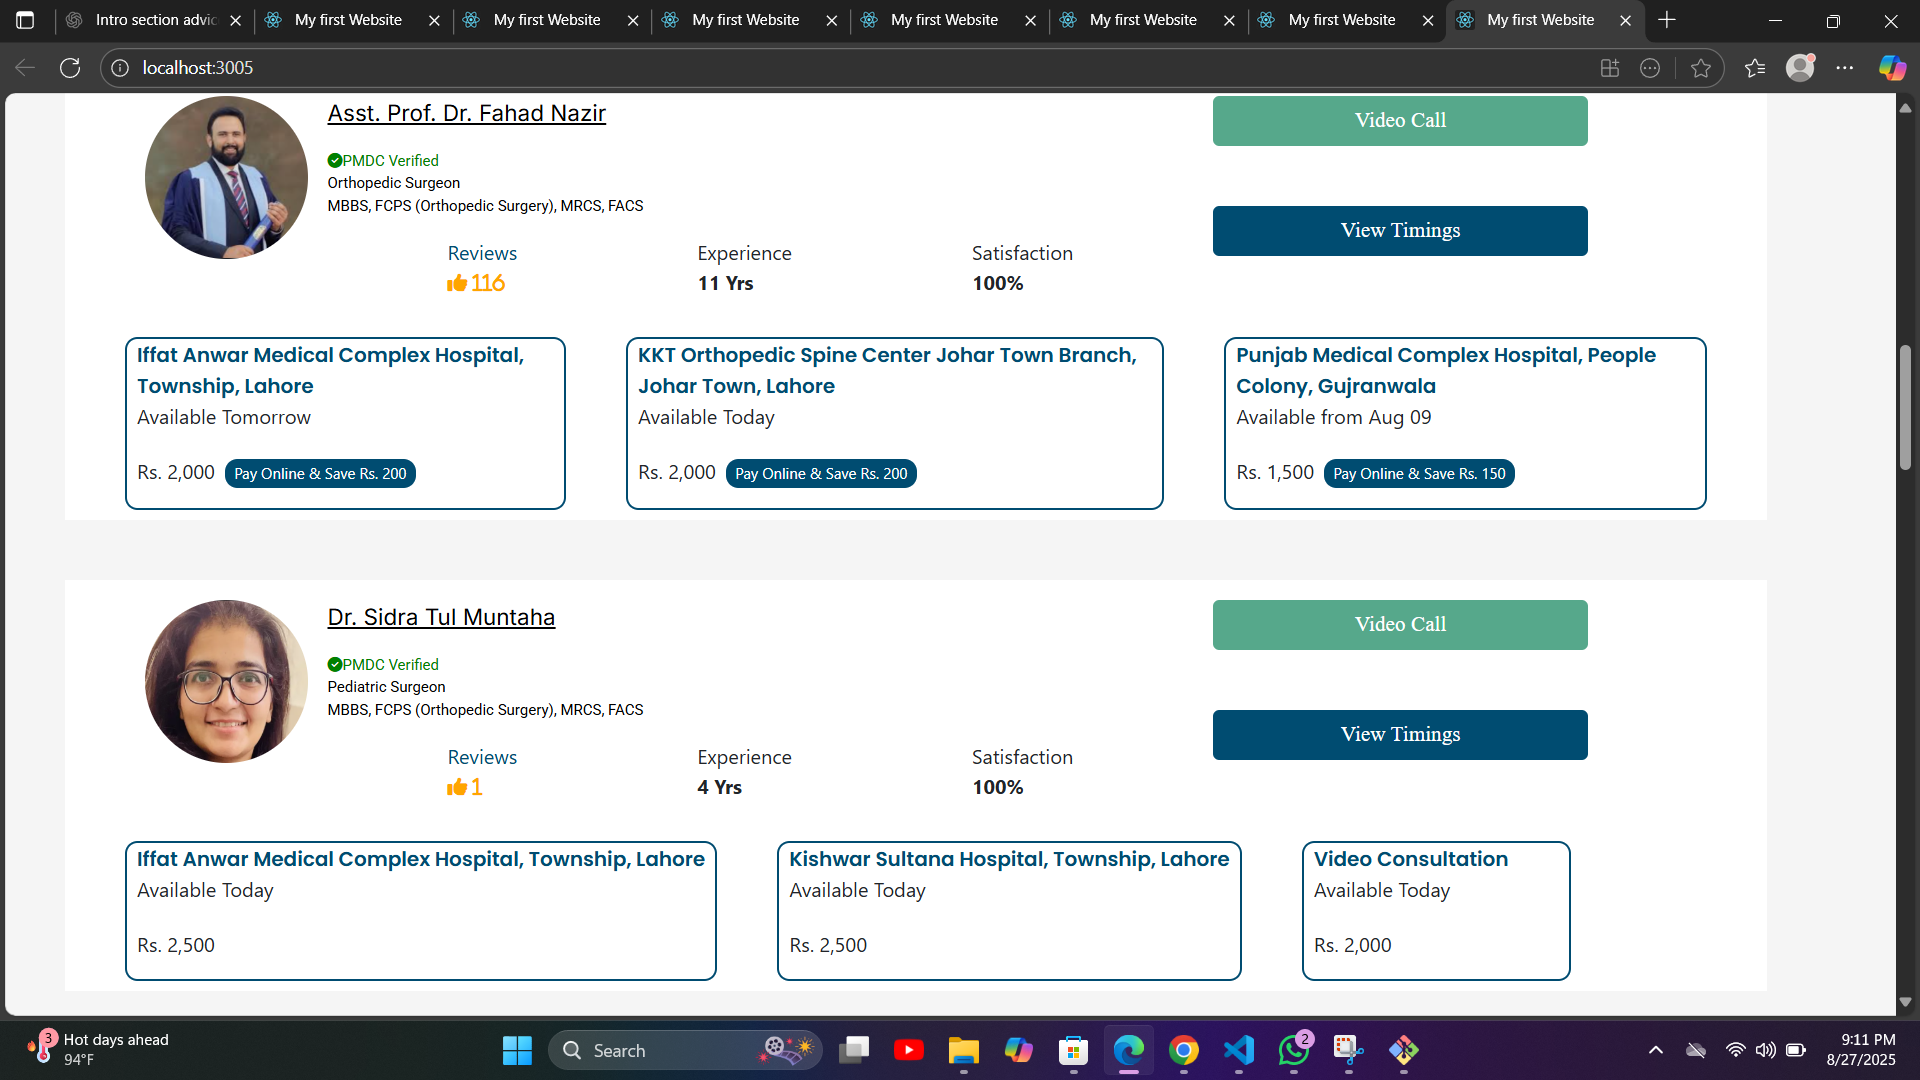 Intro section advic
My first Website
My first Website
My first Website
My first Website
My first Website
My first Website
My first Website
localhost:3005
Asst. Prof. Dr. Fahad Nazir
PMDC Verified
Orthopedic Surgeon
MBBS, FCPS (Orthopedic Surgery), MRCS, FACS
Video Call
View Timings
Reviews
116
Experience
11 Yrs
Satisfaction
100%
Iffat Anwar Medical Complex Hospital,
Township, Lahore
Available Tomorrow
Rs. 2,000 Pay Online & Save Rs. 200
KKT Orthopedic Spine Center Johar Town Branch,
Johar Town, Lahore
Available Today
Rs. 2,000 Pay Online & Save Rs. 200
Punjab Medical Complex Hospital, People
Colony, Gujranwala
Available from Aug 09
Rs. 1,500 Pay Online & Save Rs. 150
Dr. Sidra Tul Muntaha
PMDC Verified
Pediatric Surgeon
MBBS, FCPS (Orthopedic Surgery), MRCS, FACS
Video Call
View Timings
Reviews
1
Experience
4 Yrs
Satisfaction
100%
Iffat Anwar Medical Complex Hospital, Township, Lahore
Available Today
Rs. 2,500
Kishwar Sultana Hospital, Township, Lahore
Available Today
Rs. 2,500
Video Consultation
Available Today
Rs. 2,000
3
Hot days ahead
94°F
Search
2
9:11 PM
8/27/2025